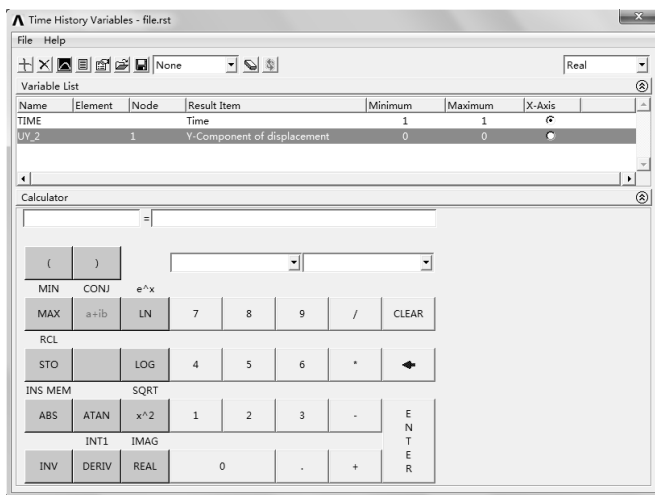 Time History Variables - file.rst
File Help
None Real
Variable List
Name Element Node Result Item Minimum Maximum X-Axis
TIME Time 1 1
UY_2 1 Y-Component of displacement 0 0
Calculator
=
( )
MIN CONJ e^x
MAX a+ib LN 7 8 9 / CLEAR
RCL
STO LOG 4 5 6 *
INS MEM SQRT
ABS ATAN x^2 1 2 3 - ENTER
INT1 IMAG
INV DERIV REAL 0 . +